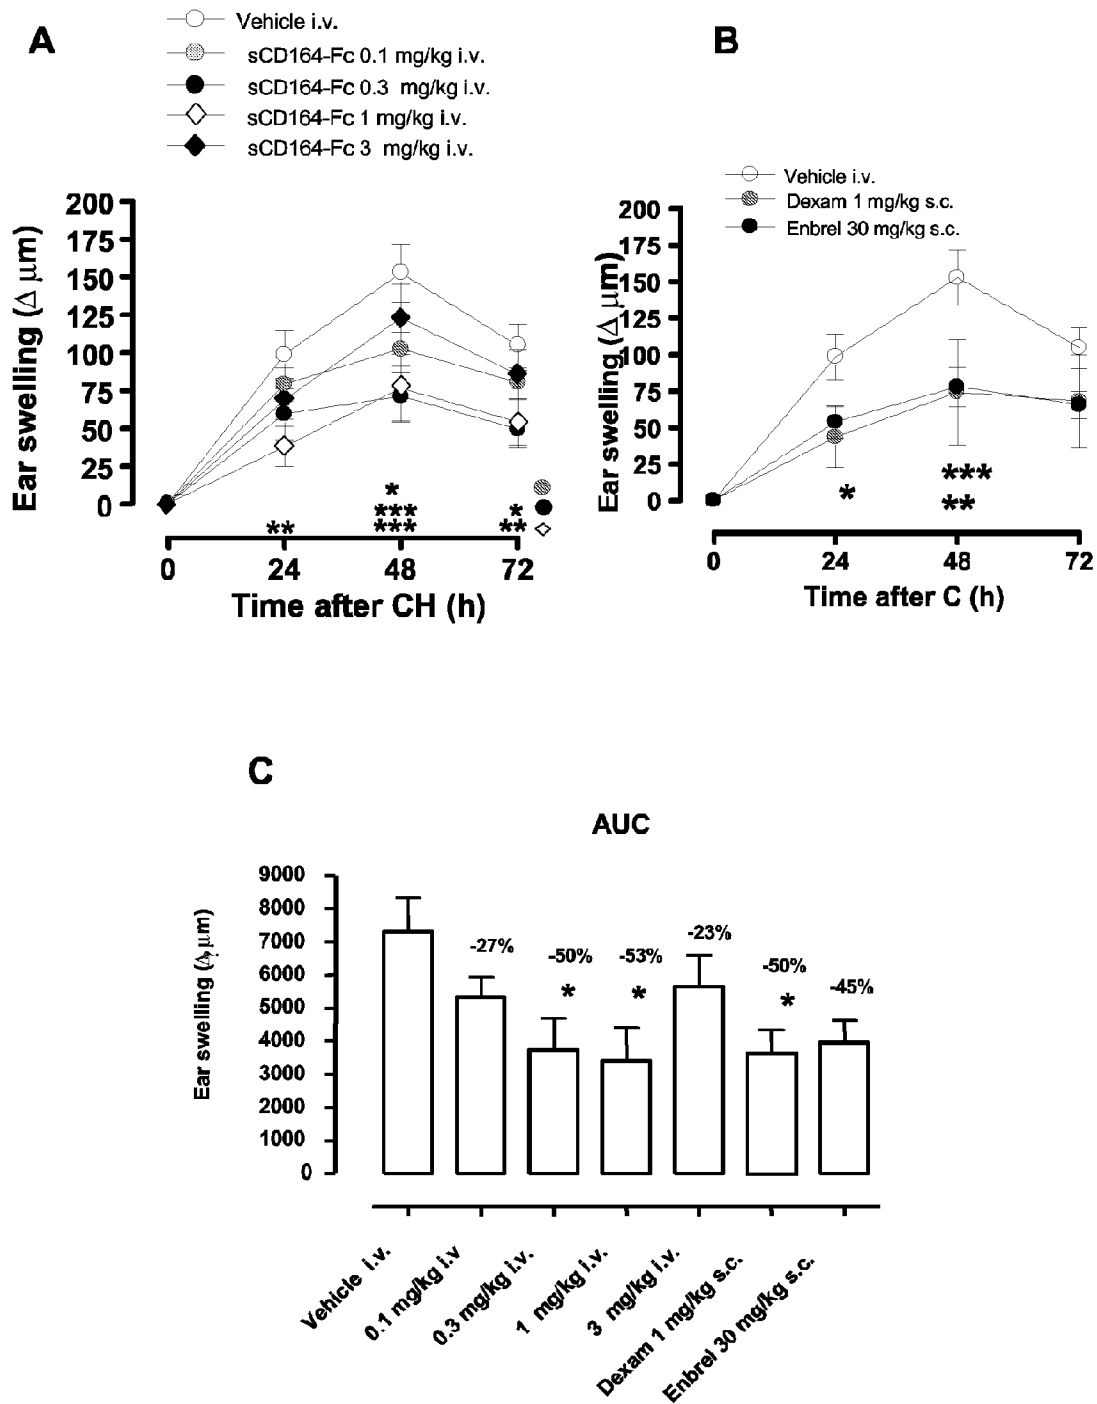 A
Vehicle i.v.
sCD164-Fc 0.1 mg/kg i.v.
sCD164-Fc 0.3 mg/kg i.v.
sCD164-Fc 1 mg/kg i.v.
sCD164-Fc 3 mg/kg i.v.
Ear swelling (Δ μm)
200
175
150
125
100
75
50
25
0
*
***
***
**
*
**
0 24 48 72
Time after CH (h)
B
Vehicle i.v.
Dexam 1 mg/kg s.c.
Enbrel 30 mg/kg s.c.
Ear swelling (Δ μm)
200
175
150
125
100
75
50
25
0
*
***
**
0 24 48 72
Time after C (h)
C
AUC
Ear swelling (Δ μm)
9000
8000
7000
6000
5000
4000
3000
2000
1000
0
-27%
-50%
*
-53%
*
-23%
-50%
*
-45%
Vehicle i.v.
0.1 mg/kg i.v
0.3 mg/kg i.v.
1 mg/kg i.v.
3 mg/kg i.v.
Dexam 1 mg/kg s.c.
Enbrel 30 mg/kg s.c.